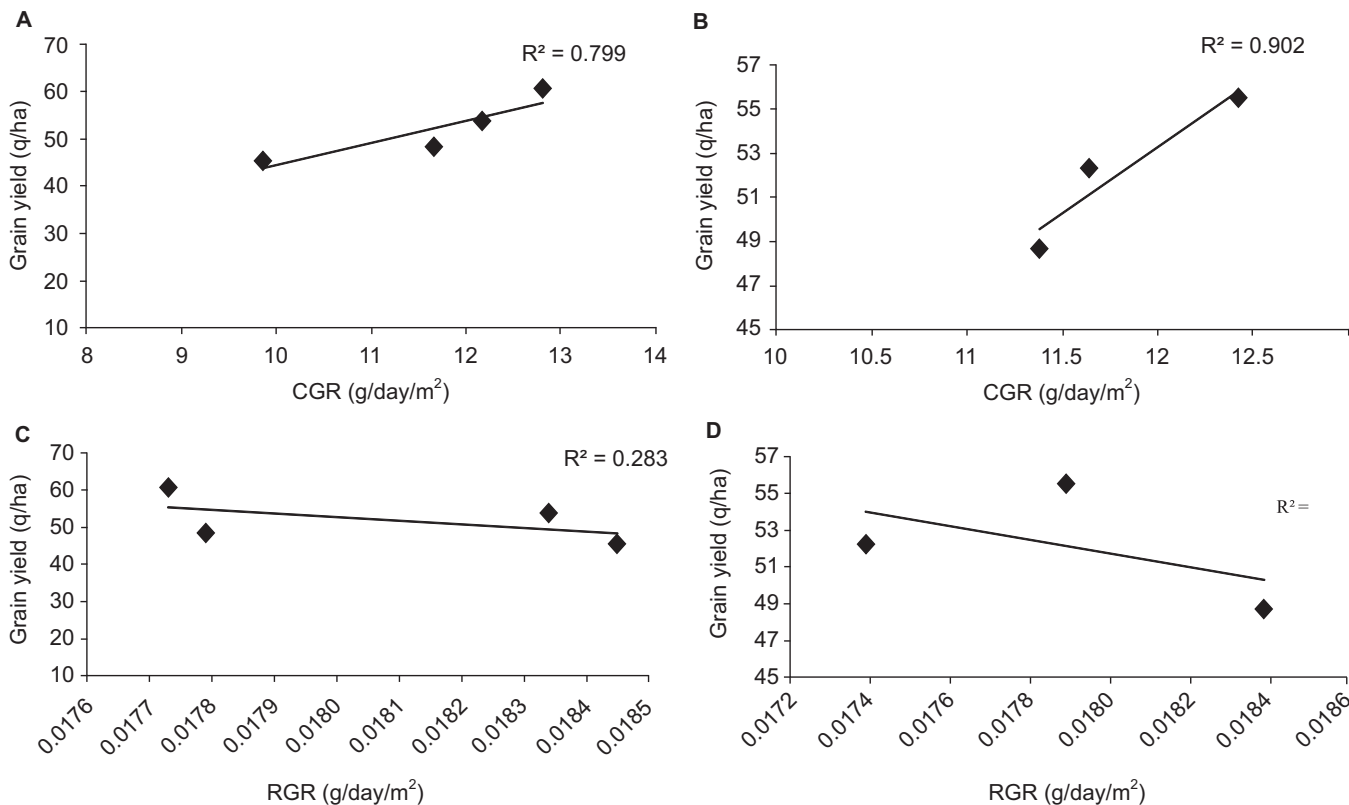 A
R² = 0.799
Grain yield (q/ha)
70
60
50
40
30
20
10
8 9 10 11 12 13 14
CGR (g/day/m²)
B
R² = 0.902
Grain yield (q/ha)
57
55
53
51
49
47
45
10 10.5 11 11.5 12 12.5
CGR (g/day/m²)
C
R² = 0.283
Grain yield (q/ha)
70
60
50
40
30
20
10
0.0176 0.0177 0.0178 0.0179 0.0180 0.0181 0.0182 0.0183 0.0184 0.0185
RGR (g/day/m²)
D
R² =
Grain yield (q/ha)
57
55
53
51
49
47
45
0.0172 0.0174 0.0176 0.0178 0.0180 0.0182 0.0184 0.0186
RGR (g/day/m²)